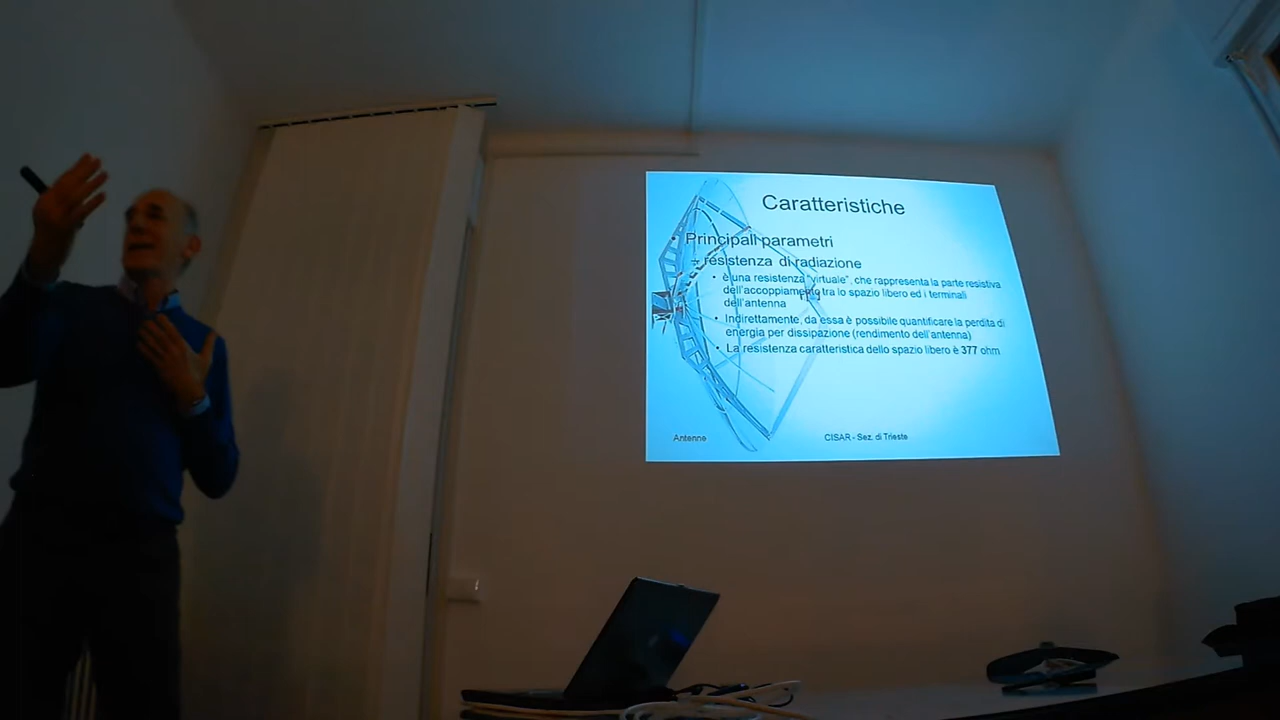 Caratteristiche
• Principali parametri
– resistenza di radiazione
• è una resistenza "virtuale", che rappresenta la parte resistiva
dell'accoppiamento tra lo spazio libero ed i terminali
dell'antenna
• Indirettamente, da essa è possibile quantificare la perdita di
energia per dissipazione (rendimento dell'antenna)
• La resistenza caratteristica dello spazio libero è 377 ohm
Antenne
CISAR - Sez. di Trieste